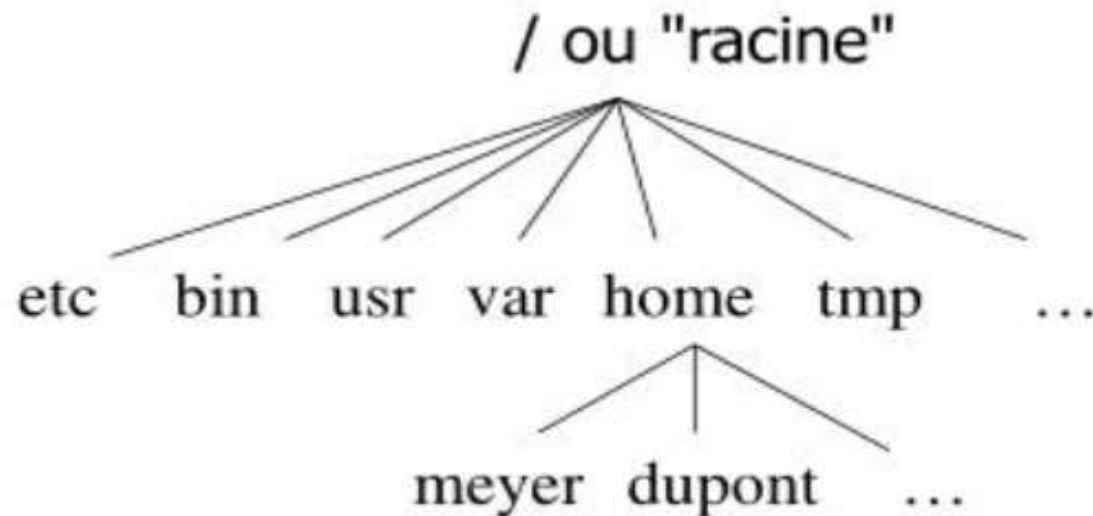 / ou "racine"
etc bin usr var home tmp ...
meyer dupont ...